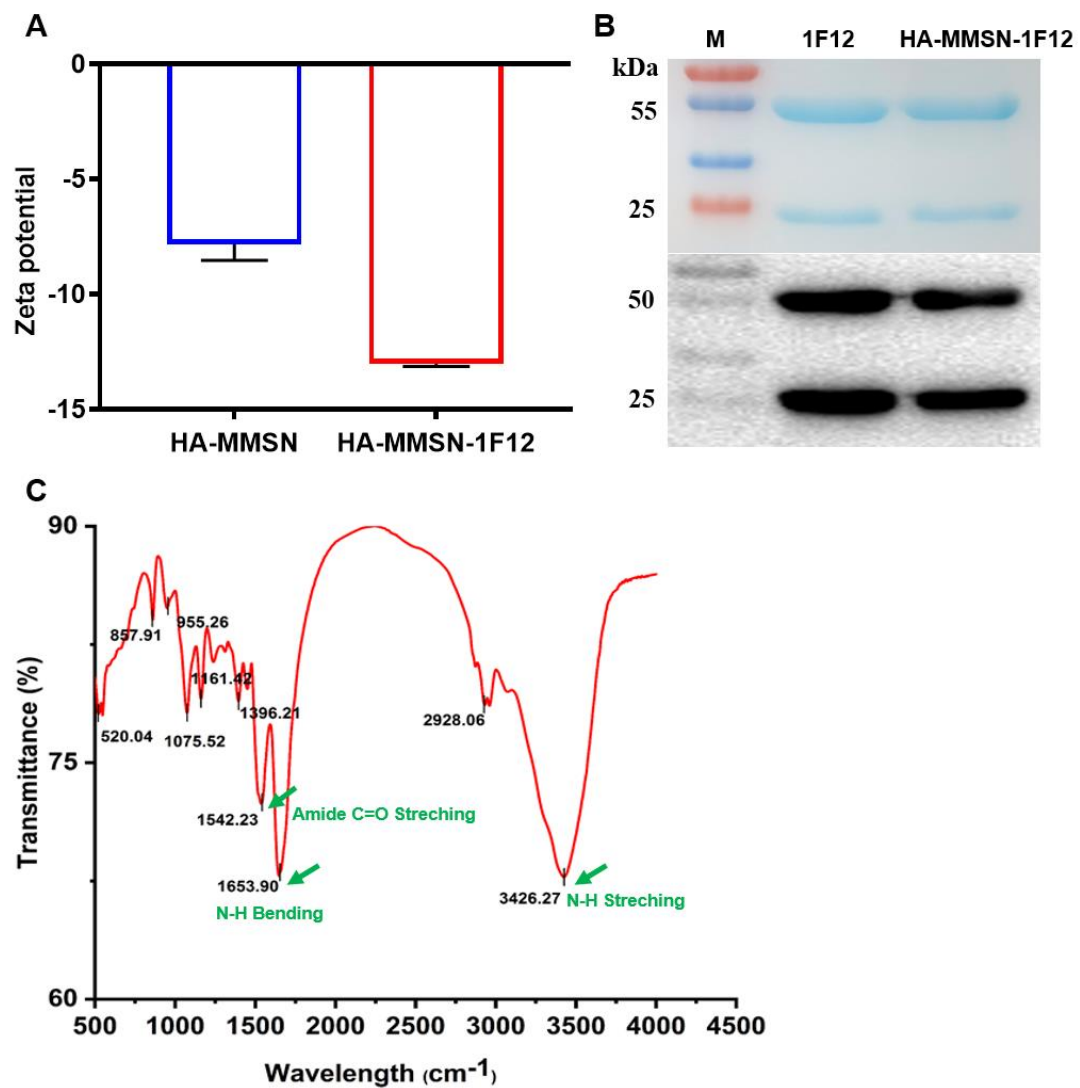 A
0
-5
-10
-15
Zeta potential
HA-MMSN HA-MMSN-1F12
B
M 1F12 HA-MMSN-1F12
kDa
55
25
50
25
C
90
75
60
Transmittance (%)
857.91
955.26
1161.42
1396.21
520.04
1075.52
2928.06
1542.23
Amide C=O Streching
1653.90
N-H Bending
3426.27
N-H Streching
500 1000 1500 2000 2500 3000 3500 4000 4500
Wavelength (cm-1)